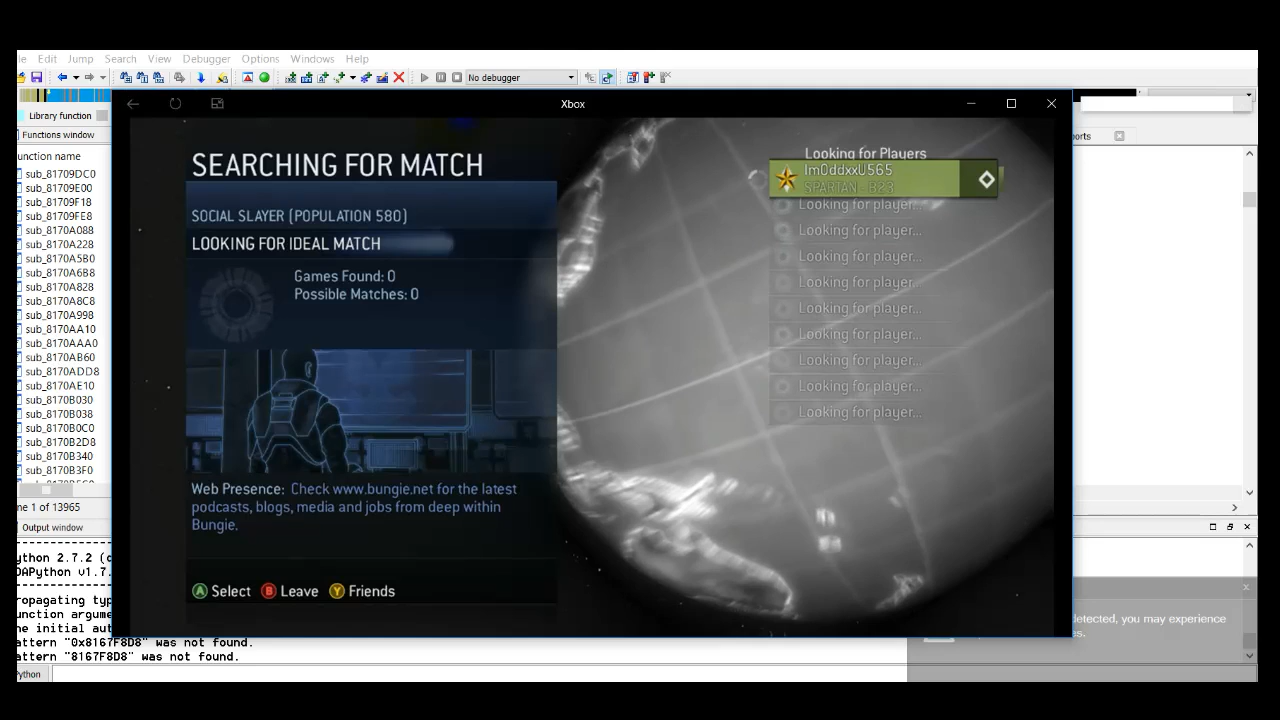 le Edit Jump Search View Debugger Options Windows Help
No debugger
Library function
Functions window
unction name
sub_81709DC0
sub_81709E00
sub_81709F18
sub_81709FE8
sub_8170A088
sub_8170A228
sub_8170A5B0
sub_8170A6B8
sub_8170A828
sub_8170A8C8
sub_8170A998
sub_8170AA10
sub_8170AAA0
sub_8170AB60
sub_8170ADD8
sub_8170AE10
sub_8170B030
sub_8170B038
sub_8170B0C0
sub_8170B2D8
sub_8170B340
sub_8170B3F0
ne 1 of 13965
Xbox
SEARCHING FOR MATCH
SOCIAL SLAYER (POPULATION 580)
LOOKING FOR IDEAL MATCH
Games Found: 0
Possible Matches: 0
Web Presence: Check www.bungie.net for the latest
podcasts, blogs, media and jobs from deep within
Bungie.
A Select B Leave Y Friends
Looking for Players
SPARTAN - B23
Looking for player...
Looking for player...
Looking for player...
Looking for player...
Looking for player...
Looking for player...
Looking for player...
Looking for player...
Looking for player...
orts
Output window
ython 2.7.2 (
DAPython v1.7.
ropagating typ
unction argume
he initial aut
attern "0x8167F8D8" was not found.
attern "8167F8D8" was not found.
ython
etected, you may experience
es.